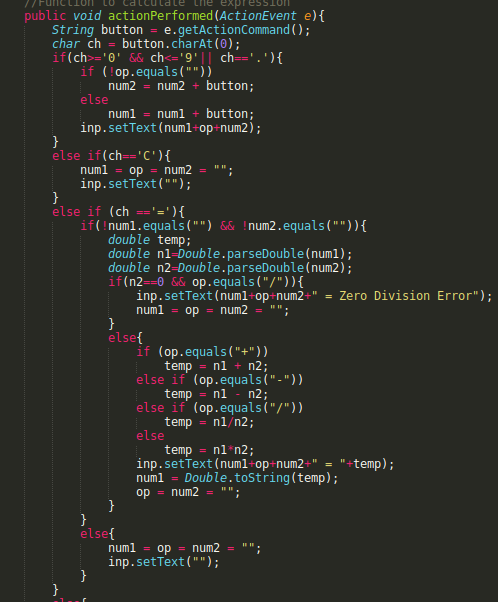 //Function to calculate the expression
public void actionPerformed(ActionEvent e){
String button = e.getActionCommand();
char ch = button.charAt(0);
if(ch>='0' && ch<='9'|| ch=='.'){
if (!op.equals(""))
num2 = num2 + button;
else
num1 = num1 + button;
inp.setText(num1+op+num2);
}
else if(ch=='C'){
num1 = op = num2 = "";
inp.setText("");
}
else if (ch =='='){
if(!num1.equals("") && !num2.equals("")){
double temp;
double n1=Double.parseDouble(num1);
double n2=Double.parseDouble(num2);
if(n2==0 && op.equals("/")){
inp.setText(num1+op+num2+" = Zero Division Error");
num1 = op = num2 = "";
}
else{
if (op.equals("+"))
temp = n1 + n2;
else if (op.equals("-"))
temp = n1 - n2;
else if (op.equals("/"))
temp = n1/n2;
else
temp = n1*n2;
inp.setText(num1+op+num2+" = "+temp);
num1 = Double.toString(temp);
op = num2 = "";
}
}
else{
num1 = op = num2 = "";
inp.setText("");
}
}
else{